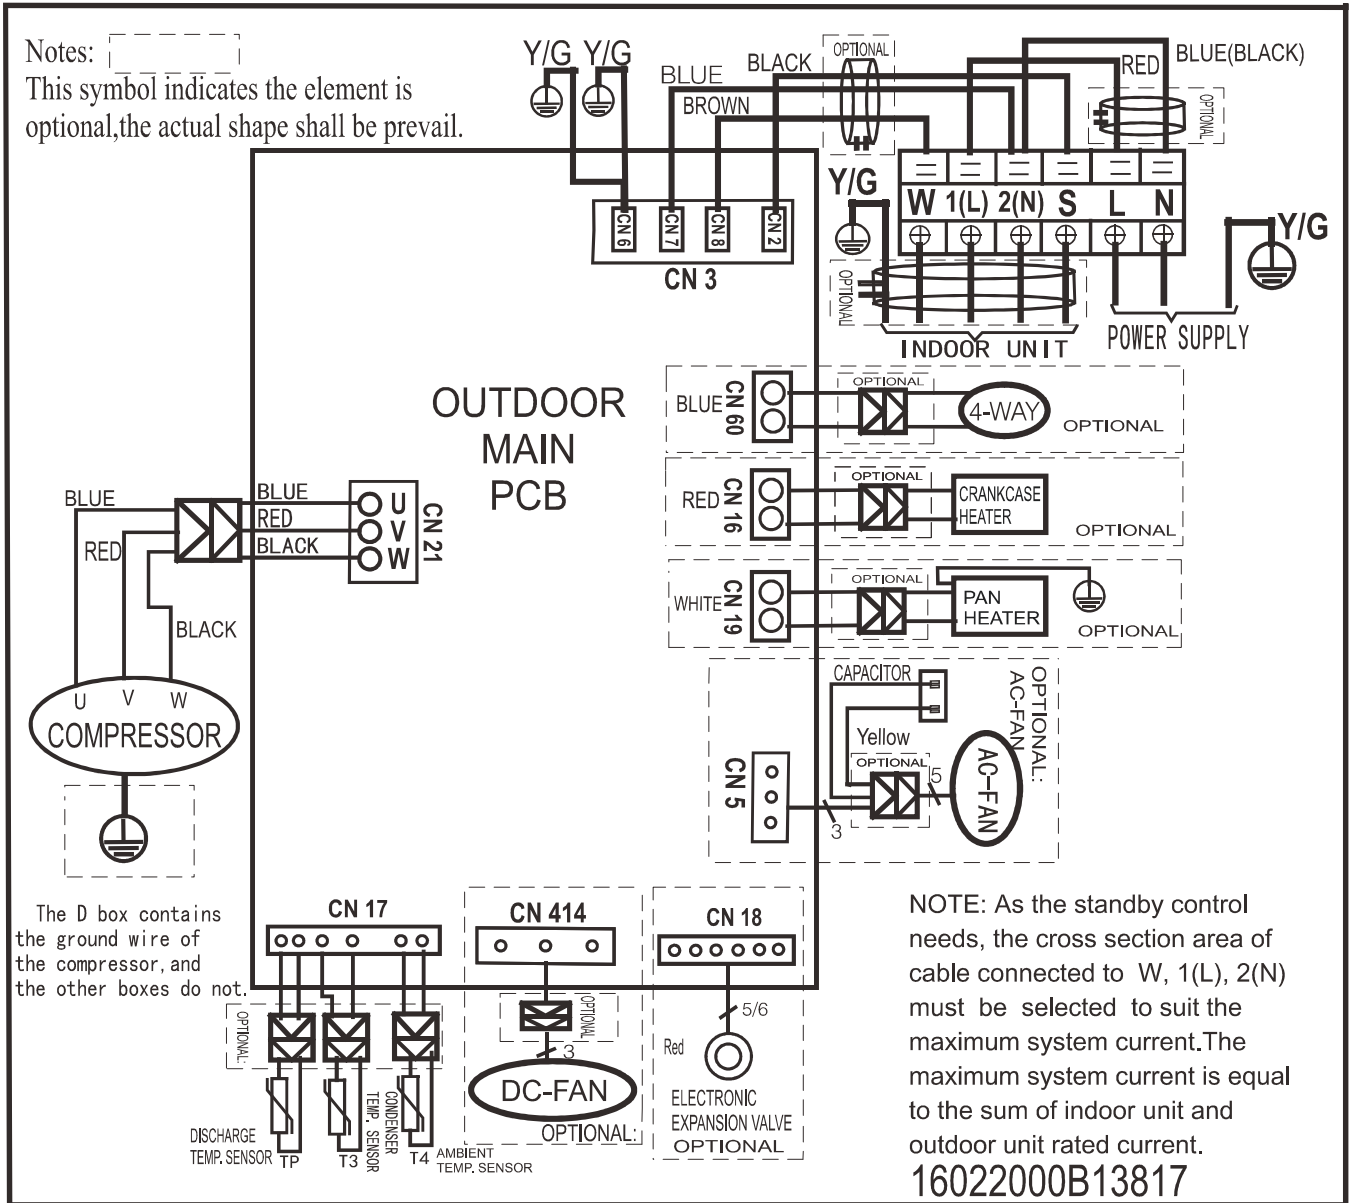 Notes:
This symbol indicates the element is
optional,the actual shape shall be prevail.
Y/G Y/G
BLUE
BLACK
BROWN
OPTIONAL
RED
BLUE(BLACK)
OPTIONAL
Y/G
W 1(L) 2(N) S L N
Y/G
CN 6
CN 7
CN 8
CN 2
CN 3
OPTIONAL
INDOOR UNIT
POWER SUPPLY
OUTDOOR
MAIN
PCB
BLUE
CN 60
OPTIONAL
4-WAY
OPTIONAL
RED
CN 16
OPTIONAL
CRANKCASE
HEATER
OPTIONAL
WHITE
CN 19
OPTIONAL
PAN
HEATER
OPTIONAL
BLUE
RED
BLACK
BLUE
RED
BLACK
U
V
W
CN 21
U V W
COMPRESSOR
CAPACITOR
OPTIONAL:
AC-FAN
Yellow
OPTIONAL
CN 5
3
5
AC-FAN
The D box contains
the ground wire of
the compressor,and
the other boxes do not.
CN 17
CN 414
CN 18
OPTIONAL:
OPTIONAL
3
DC-FAN
OPTIONAL:
5/6
Red
ELECTRONIC
EXPANSION VALVE
OPTIONAL
DISCHARGE
TEMP. SENSOR
TP
CONDENSER
TEMP. SENSOR
T3
T4
AMBIENT
TEMP. SENSOR
NOTE: As the standby control
needs, the cross section area of
cable connected to W, 1(L), 2(N)
must be selected to suit the
maximum system current.The
maximum system current is equal
to the sum of indoor unit and
outdoor unit rated current.
16022000B13817